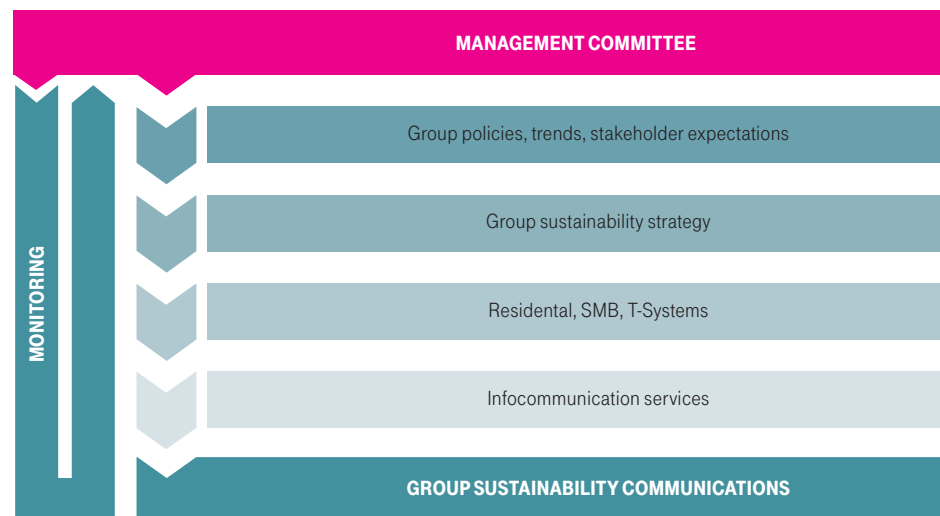 MANAGEMENT COMMITTEE
Group policies, trends, stakeholder expectations
Group sustainability strategy
MONITORING
Residental, SMB, T-Systems
Infocommunication services
GROUP SUSTAINABILITY COMMUNICATIONS